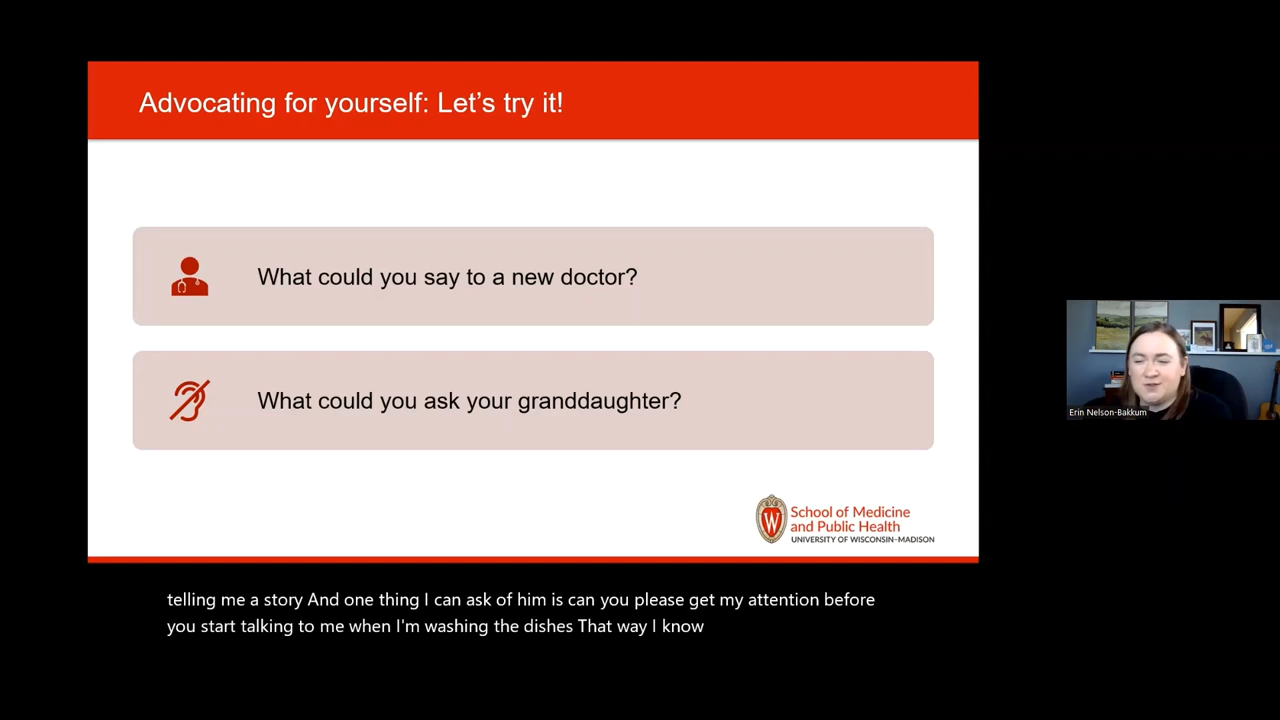 Advocating for yourself: Let's try it!
What could you say to a new doctor?
What could you ask your granddaughter?
W
School of Medicine
and Public Health
UNIVERSITY OF WISCONSIN–MADISON
Erin Nelson-Bakkum
telling me a story And one thing I can ask of him is can you please get my attention before
you start talking to me when I'm washing the dishes That way I know